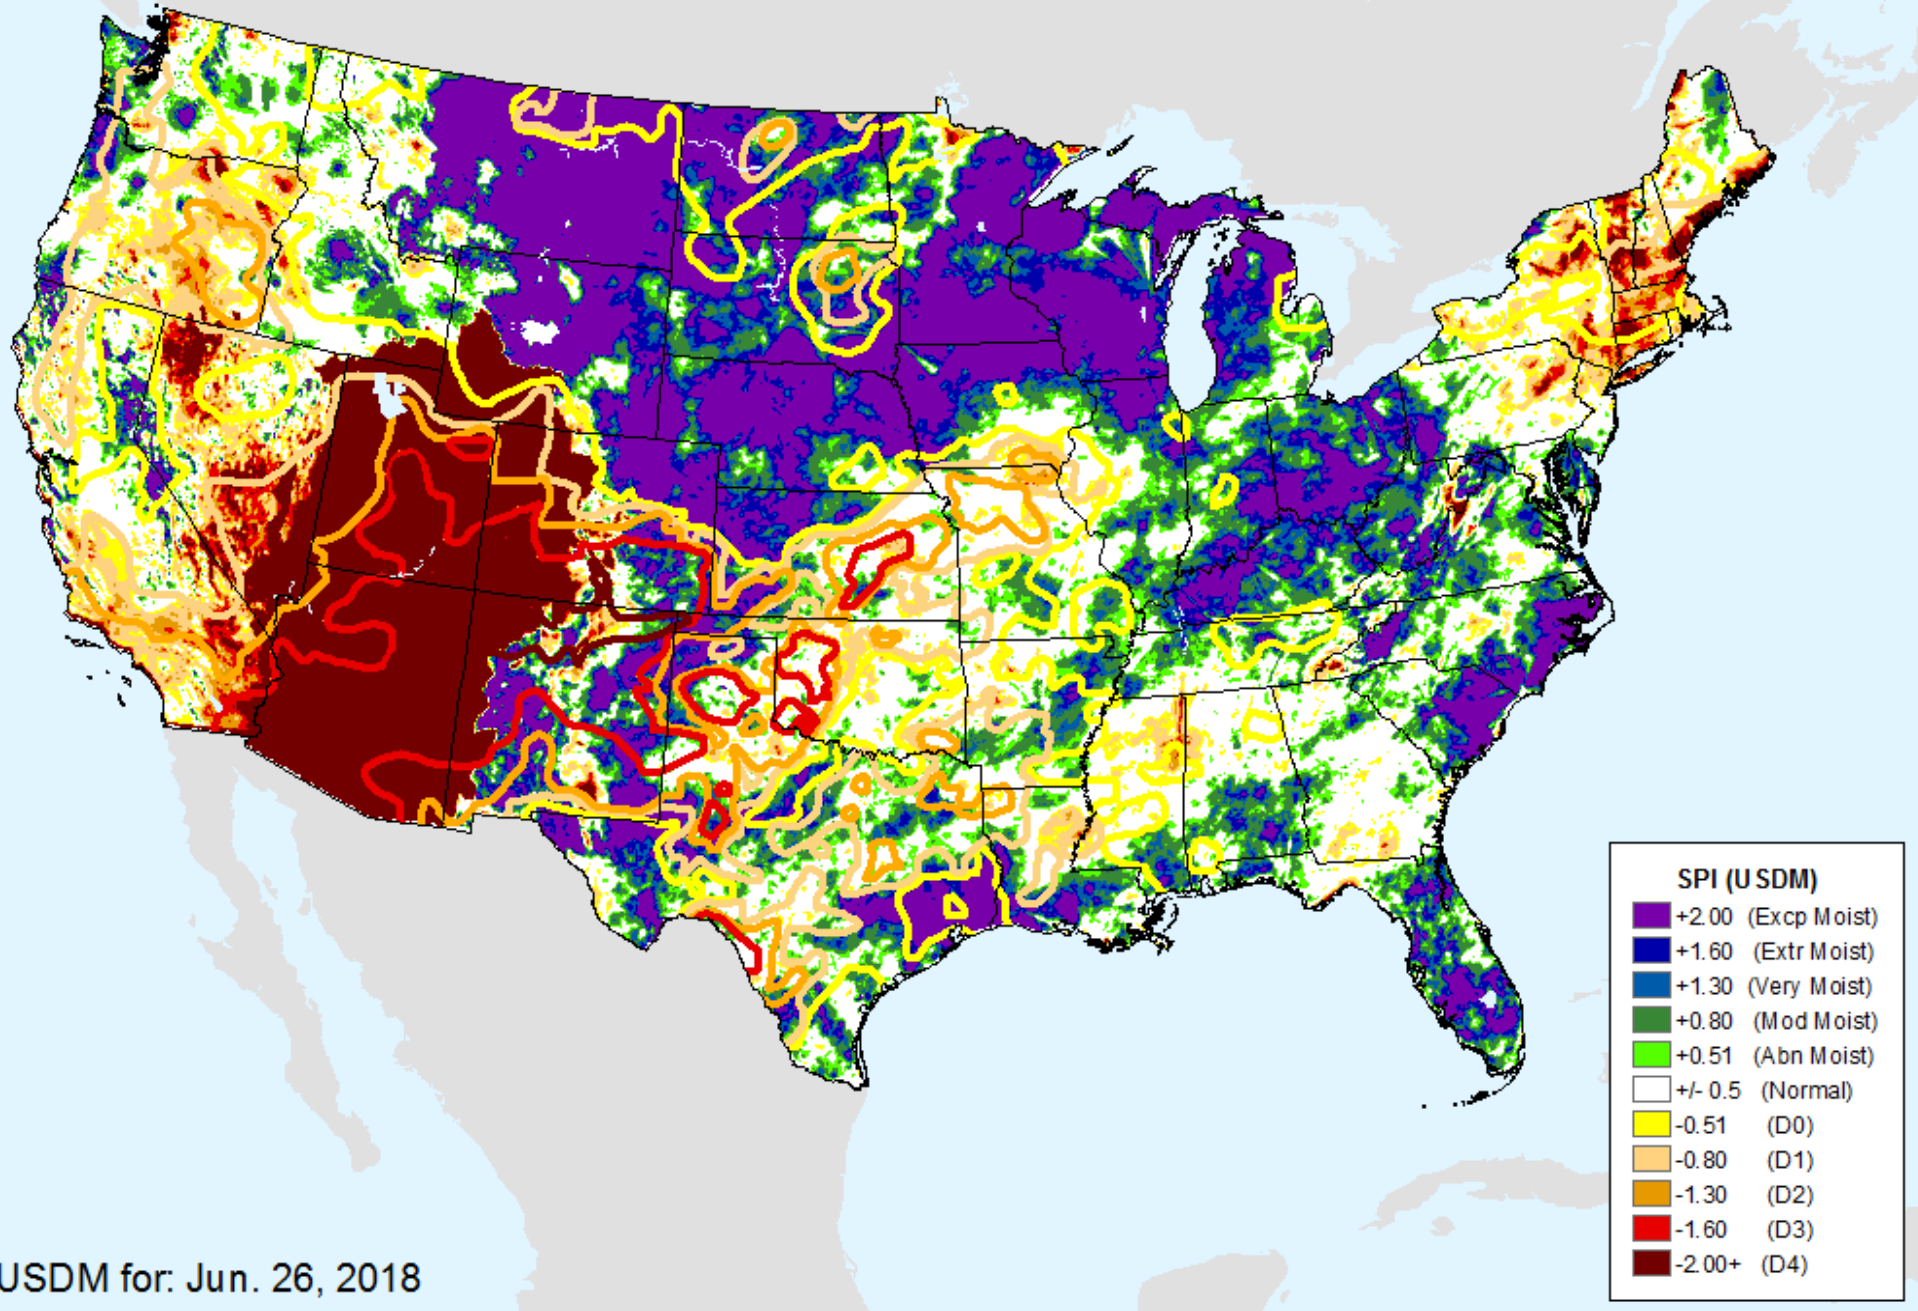 SPI (USDM)
+2.00 (Excp Moist)
+1.60 (Extr Moist)
+1.30 (Very Moist)
+0.80 (Mod Moist)
+0.51 (Abn Moist)
+/- 0.5 (Normal)
-0.51 (D0)
-0.80 (D1)
-1.30 (D2)
-1.60 (D3)
-2.00+ (D4)
USDM for: Jun. 26, 2018